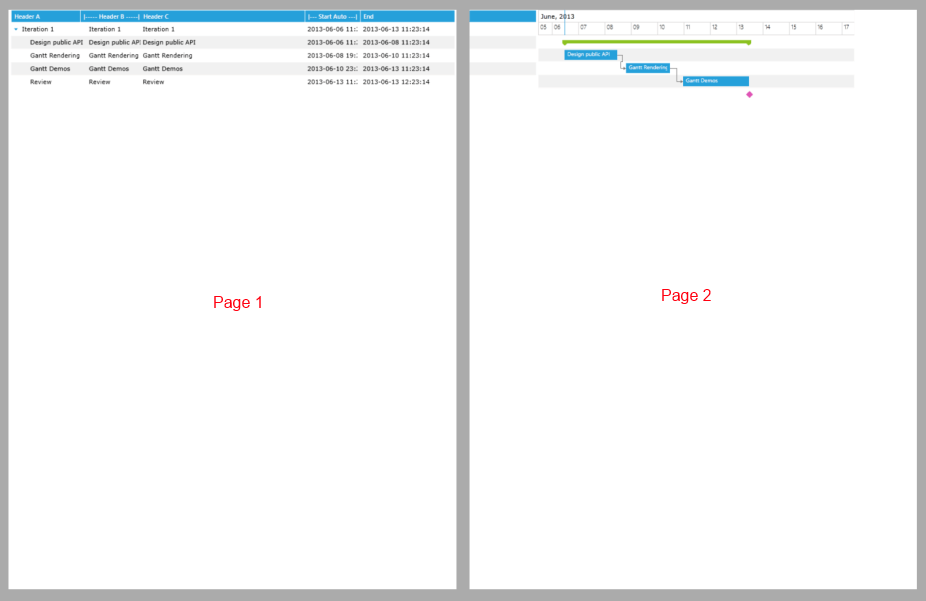 Header A |----- Header B -----| Header C |--- Start Auto ---| End
Iteration 1 Iteration 1 Iteration 1 2013-06-06 11:2 2013-06-13 11:23:14
Design public API Design public API Design public API 2013-06-06 11:2 2013-06-08 11:23:14
Gantt Rendering Gantt Rendering Gantt Rendering 2013-06-08 19:2 2013-06-10 11:23:14
Gantt Demos Gantt Demos Gantt Demos 2013-06-10 23:2 2013-06-13 11:23:14
Review Review Review 2013-06-13 11:2 2013-06-13 12:23:14
Page 1
June, 2013
05 06 07 08 09 10 11 12 13 14 15 16 17
Design public API
Gantt Rendering
Gantt Demos
Page 2